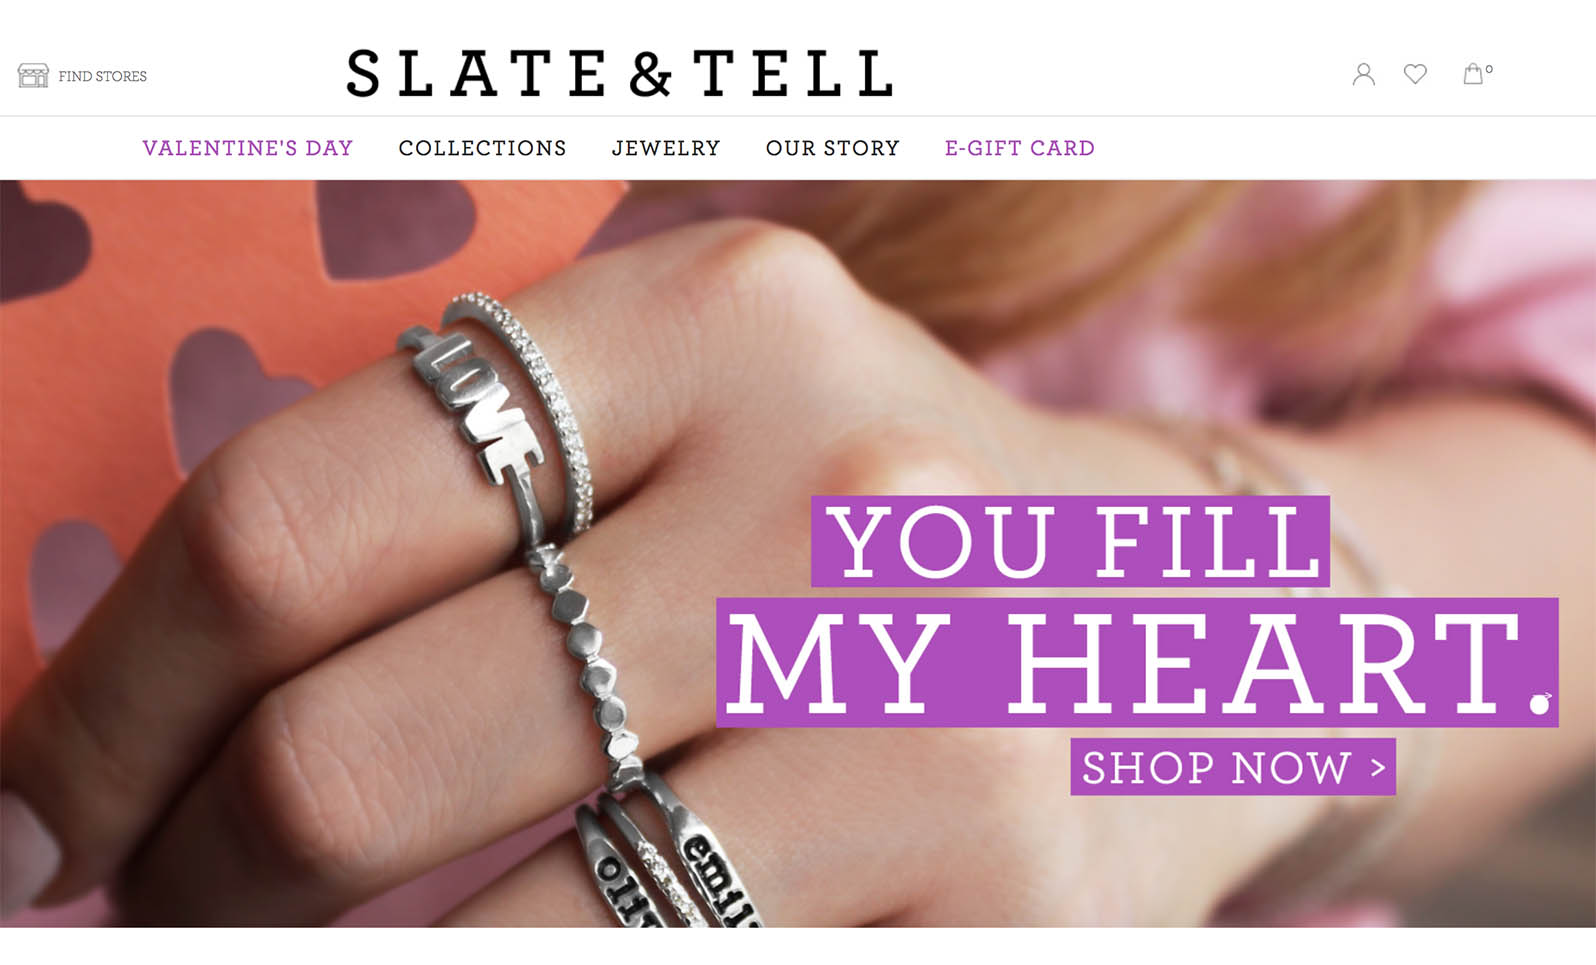 FIND STORES
SLATE & TELL
0
VALENTINE'S DAY COLLECTIONS JEWELRY OUR STORY E-GIFT CARD
LOVE
YOU FILL
MY HEART.
SHOP NOW >